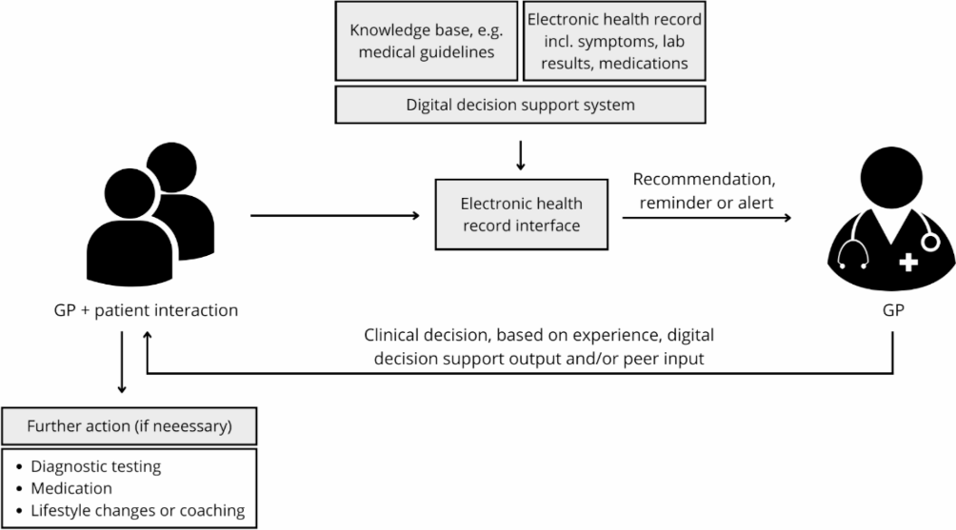 Knowledge base, e.g.
medical guidelines
Electronic health record
incl. symptoms, lab
results, medications
Digital decision support system
Electronic health
record interface
Recommendation,
reminder or alert
GP + patient interaction
GP
Clinical decision, based on experience, digital
decision support output and/or peer input
Further action (if neeessary)
• Diagnostic testing
• Medication
• Lifestyle changes or coaching